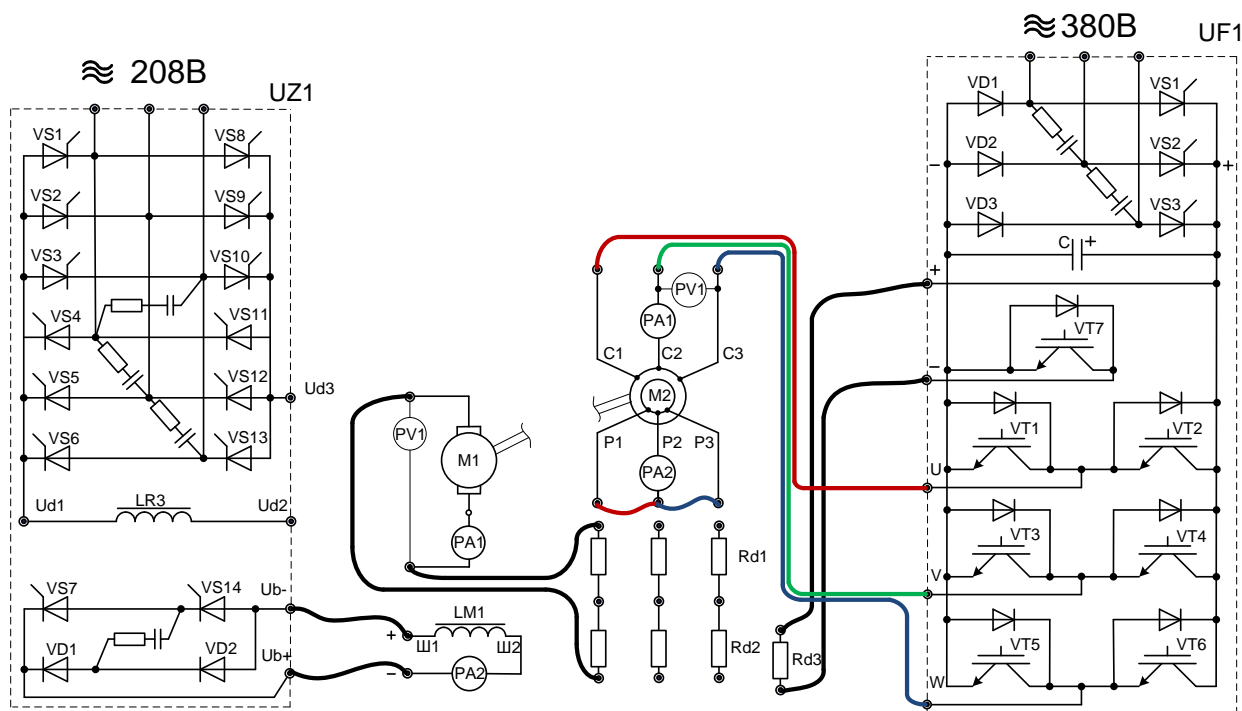 ≋ 208В
UZ1
VS1
VS8
VS2
VS9
VS3
VS10
VS4
VS11
VS5
VS12
VS6
VS13
Ud3
Ud1
LR3
Ud2
VS7
VS14
VD1
VD2
Ub-
Ub+
PV1
M1
PA1
LM1
+
Ш1
Ш2
−
PA2
PV1
PA1
C1
C2
C3
M2
P1
P2
P3
PA2
Rd1
Rd2
Rd3
≋ 380В
UF1
VD1
VS1
−
VD2
VS2
+
VD3
VS3
C
+
+
VT7
−
VT1
VT2
U
VT3
VT4
V
VT5
VT6
W